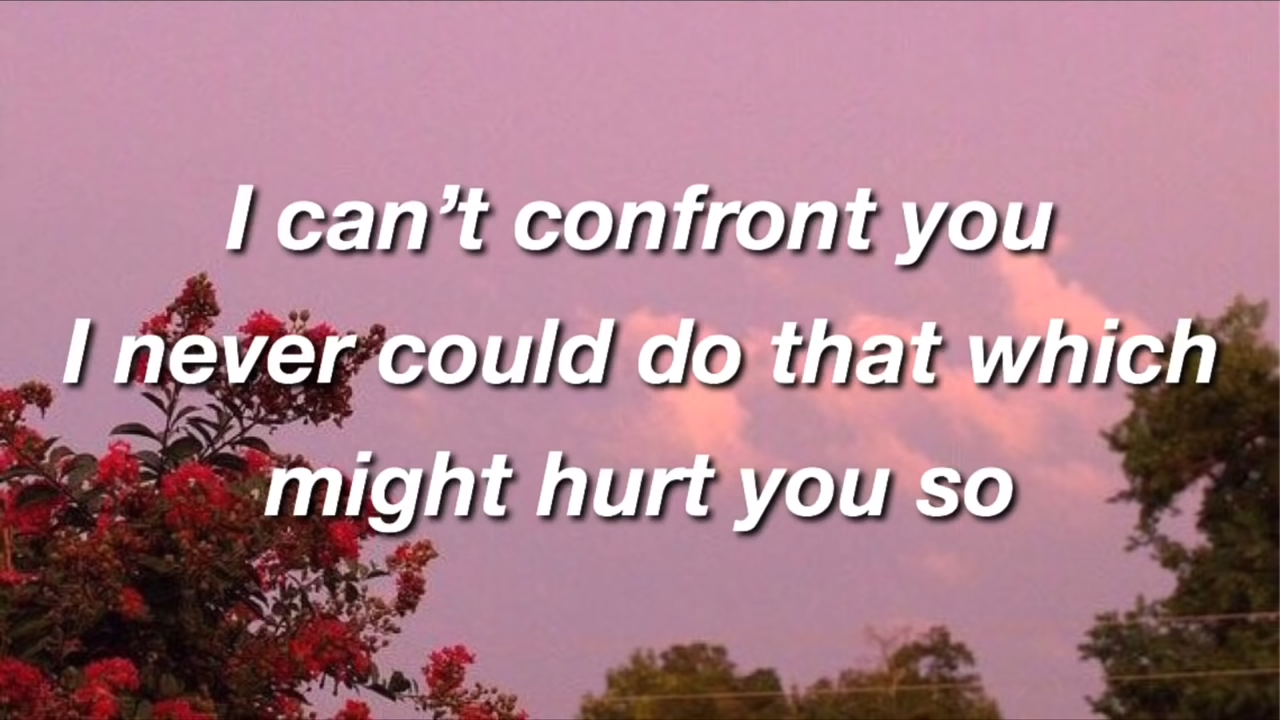 I can’t confront you
I never could do that which
might hurt you so